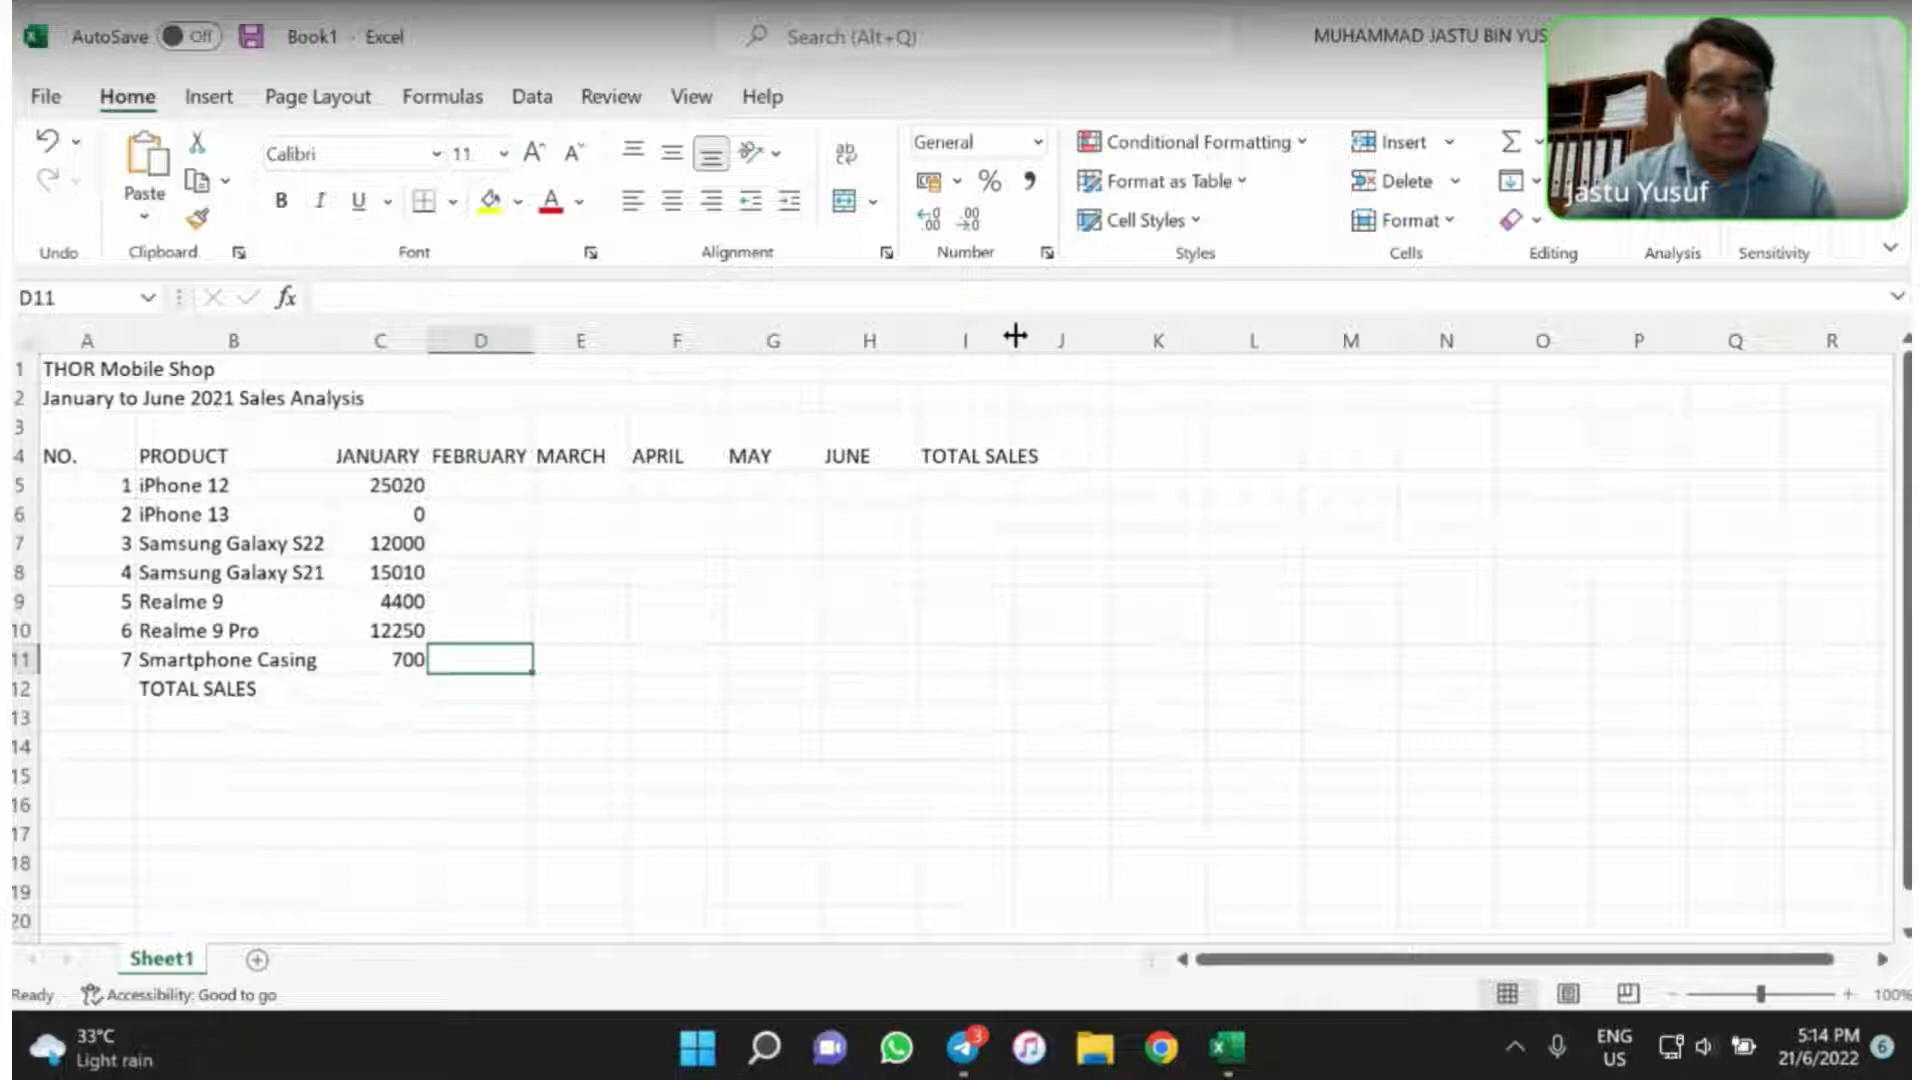 AutoSave Off Book1 - Excel Search (Alt+Q) MUHAMMAD JASTU BIN YUS
File Home Insert Page Layout Formulas Data Review View Help
Paste Calibri 11 General Conditional Formatting Insert
Format as Table Delete
B I U Cell Styles Format
Undo Clipboard Font Alignment Number Styles Cells Editing Analysis Sensitivity
Jastu Yusuf
D11 fx
A B C D E F G H I J K L M N O P Q R
1 THOR Mobile Shop
2 January to June 2021 Sales Analysis
3
4 NO. PRODUCT JANUARY FEBRUARY MARCH APRIL MAY JUNE TOTAL SALES
5 1 iPhone 12 25020
6 2 iPhone 13 0
7 3 Samsung Galaxy S22 12000
8 4 Samsung Galaxy S21 15010
9 5 Realme 9 4400
10 6 Realme 9 Pro 12250
11 7 Smartphone Casing 700
12 TOTAL SALES
13
14
15
16
17
18
19
20
Sheet1
Ready Accessibility: Good to go 100%
33°C
Light rain
3
ENG
US
5:14 PM
21/6/2022
6